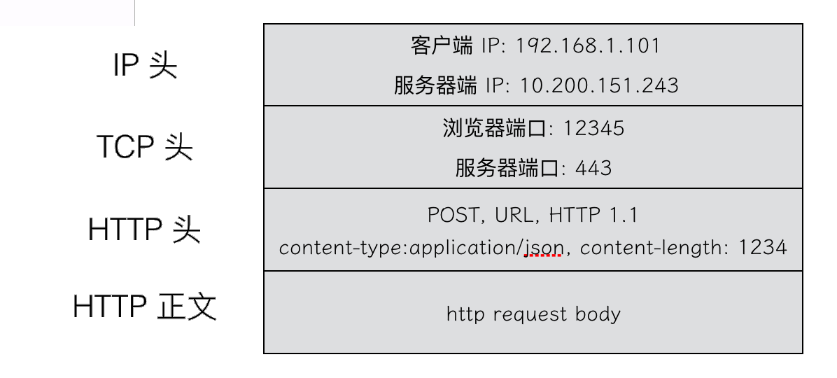 IP 头
客户端 IP: 192.168.1.101
服务器端 IP: 10.200.151.243
TCP 头
浏览器端口: 12345
服务器端口: 443
HTTP 头
POST, URL, HTTP 1.1
content-type:application/json, content-length: 1234
HTTP 正文
http request body